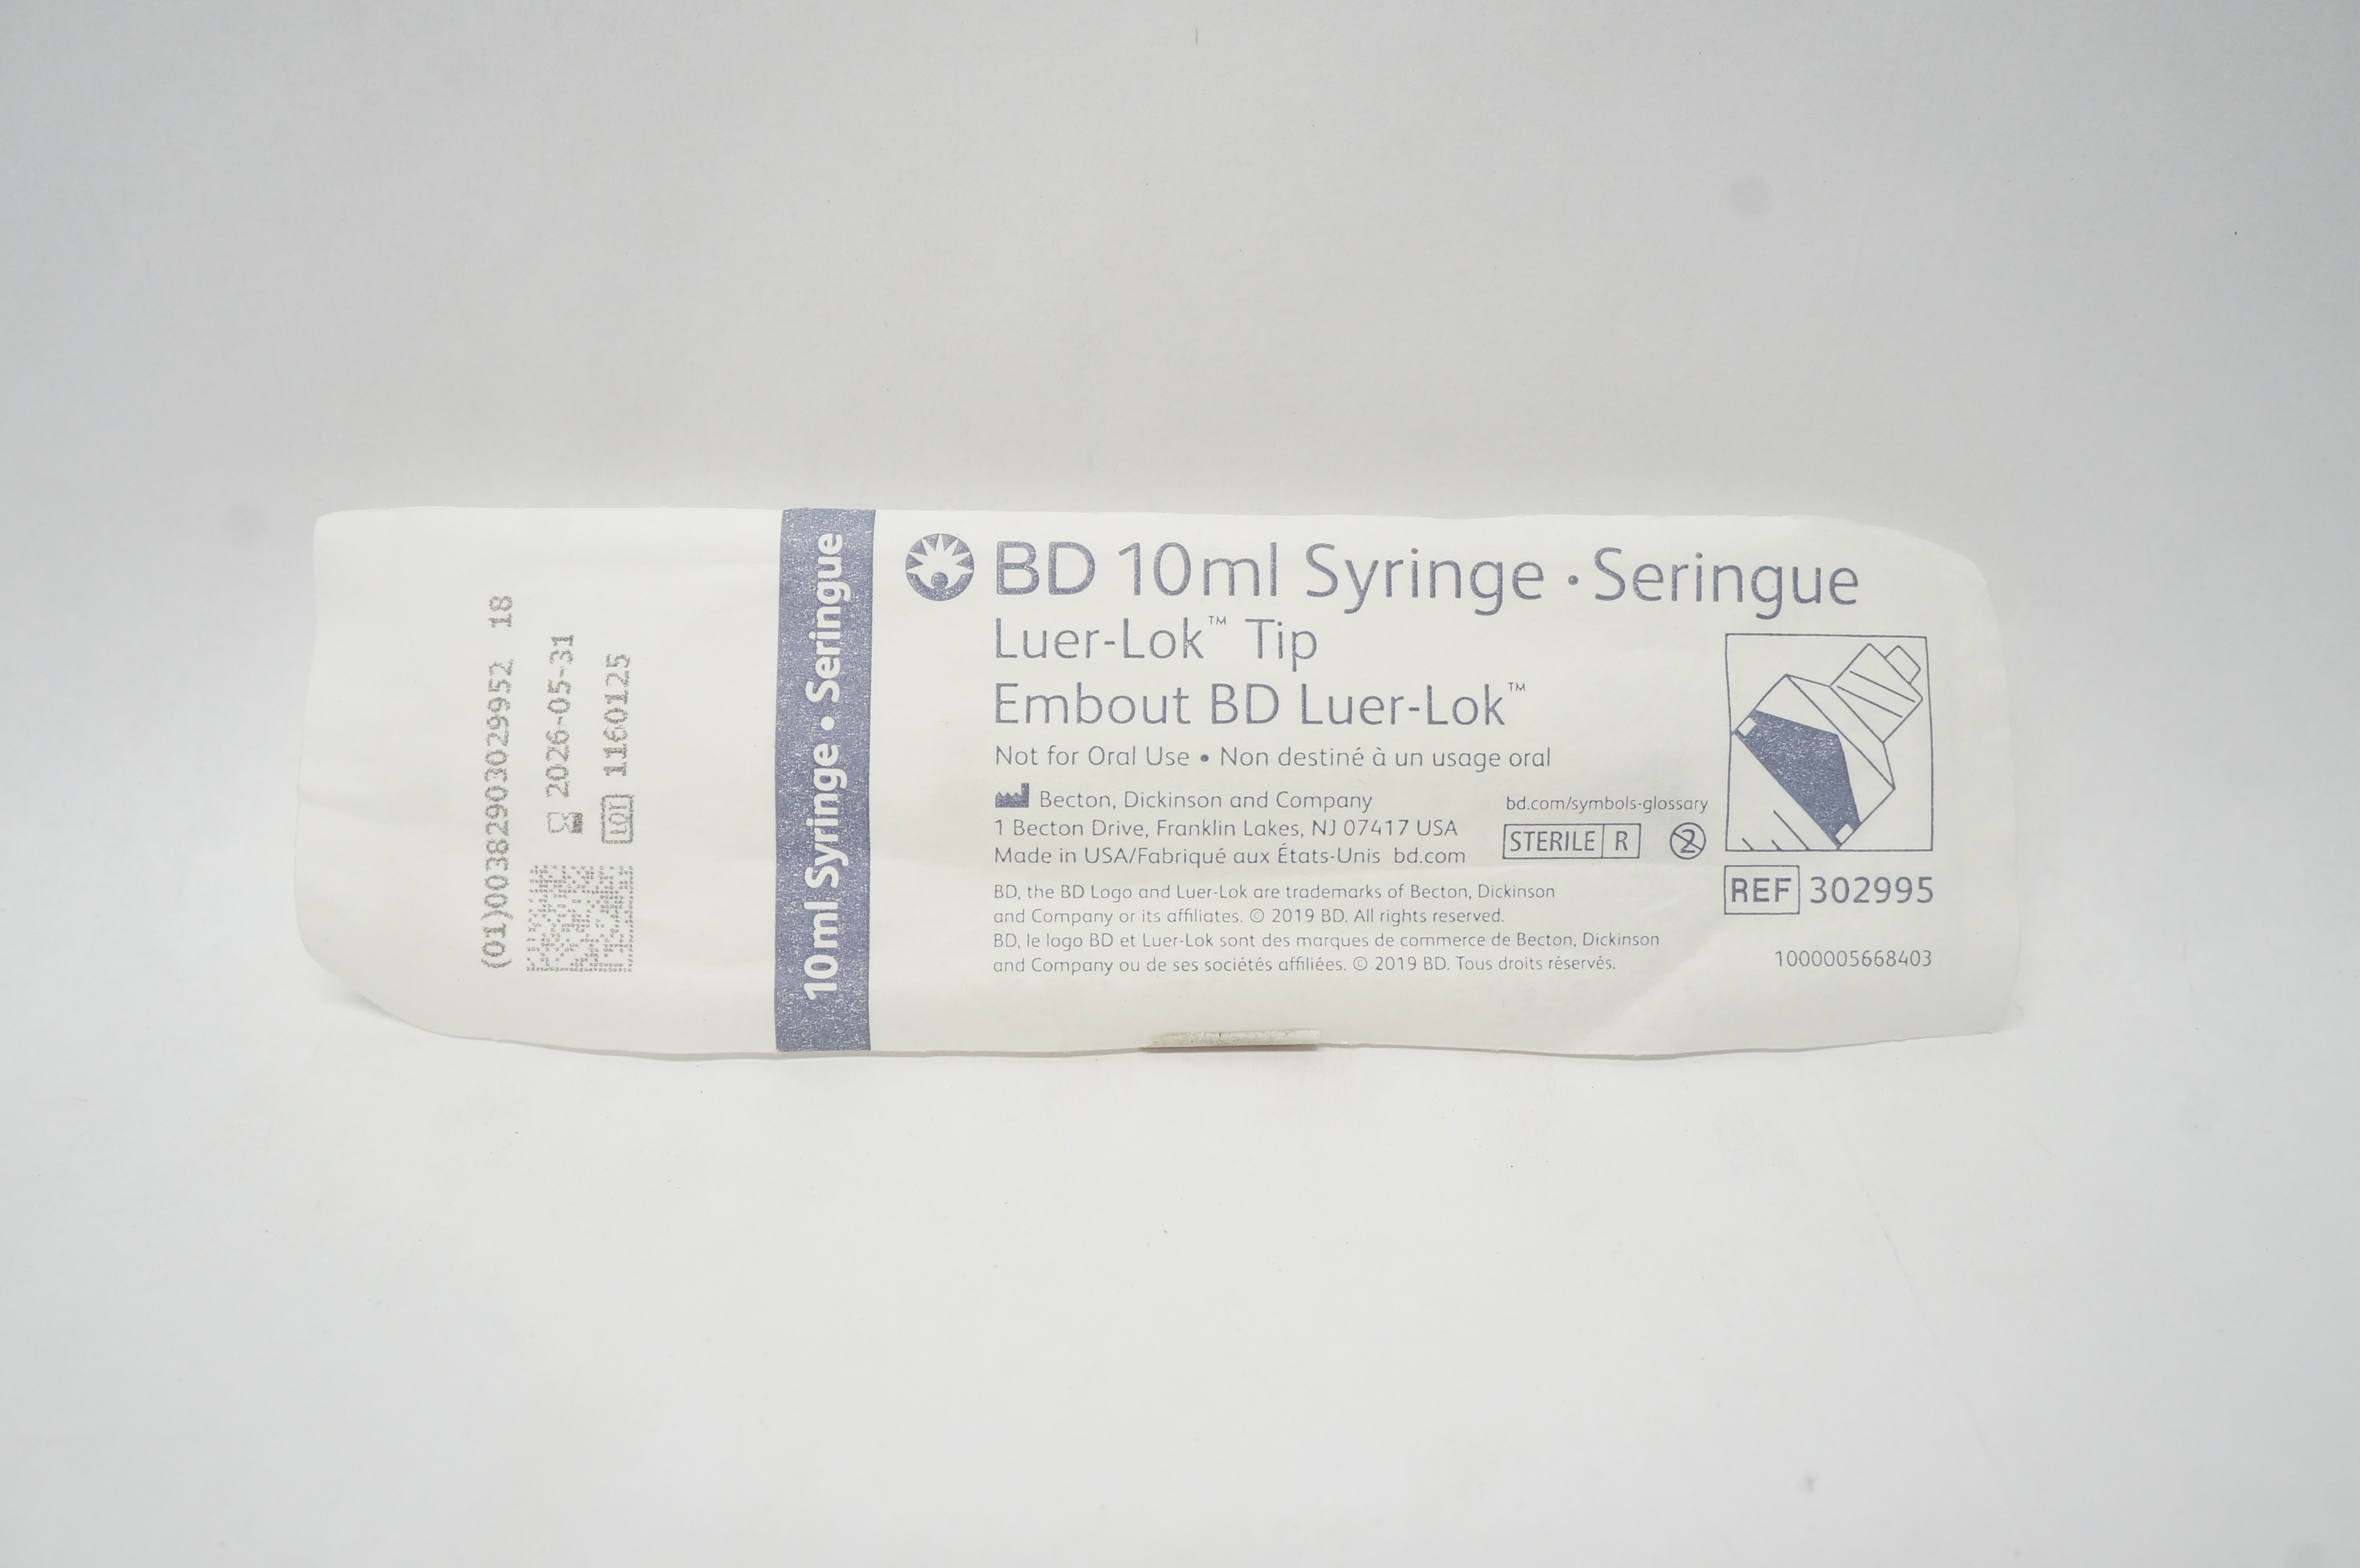 (01)00382903029952 18
2026-05-31
LOT 1160125
10ml Syringe • Seringue
BD 10ml Syringe • Seringue
Luer-Lok™ Tip
Embout BD Luer-Lok™
Not for Oral Use • Non destiné à un usage oral
Becton, Dickinson and Company
1 Becton Drive, Franklin Lakes, NJ 07417 USA
Made in USA/Fabriqué aux États-Unis bd.com
bd.com/symbols-glossary
STERILE R 2
BD, the BD Logo and Luer-Lok are trademarks of Becton, Dickinson
and Company or its affiliates. © 2019 BD. All rights reserved.
BD, le logo BD et Luer-Lok sont des marques de commerce de Becton, Dickinson
and Company ou de ses sociétés affiliées. © 2019 BD. Tous droits réservés.
REF 302995
1000005668403